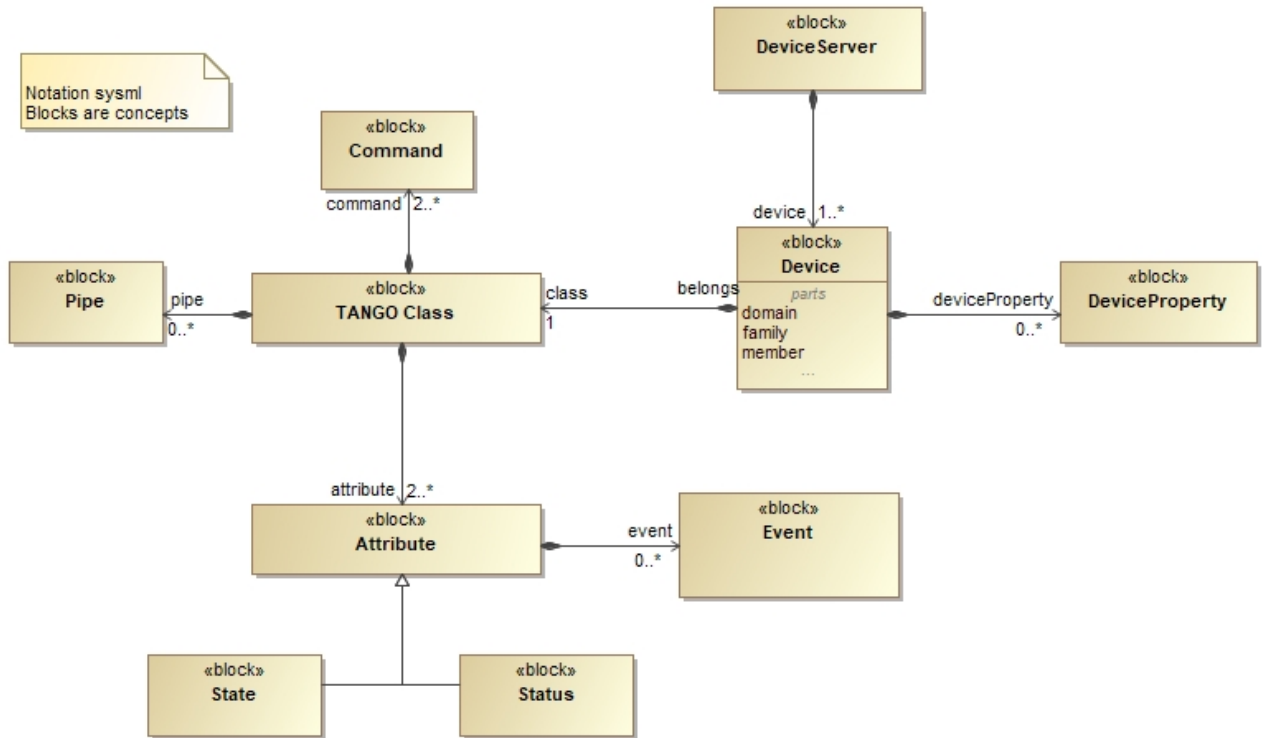 «block»
DeviceServer
Notation sysml
Blocks are concepts
«block»
Command
command 2..*
device 1..*
«block»
Device
parts
domain
family
member
...
«block»
Pipe
pipe
0..*
«block»
TANGO Class
class
1
belongs
deviceProperty
0..*
«block»
DeviceProperty
attribute 2..*
«block»
Attribute
event
0..*
«block»
Event
«block»
State
«block»
Status